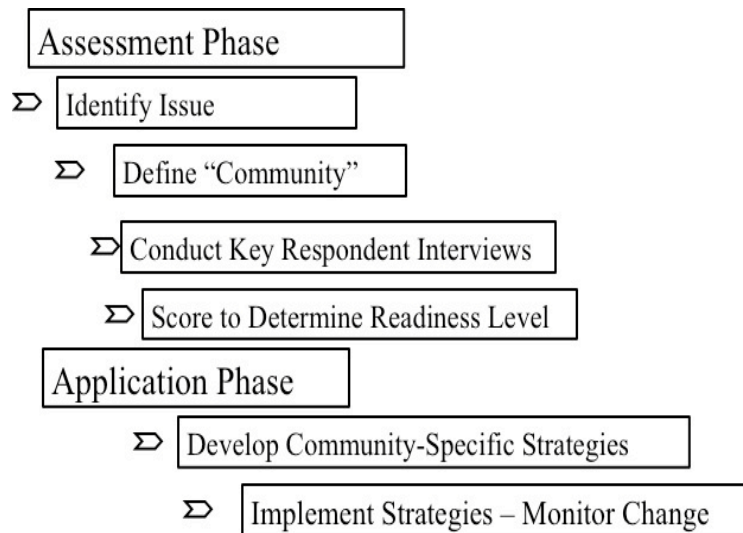 Assessment Phase
Identify Issue
Define “Community”
Conduct Key Respondent Interviews
Score to Determine Readiness Level
Application Phase
Develop Community-Specific Strategies
Implement Strategies – Monitor Change